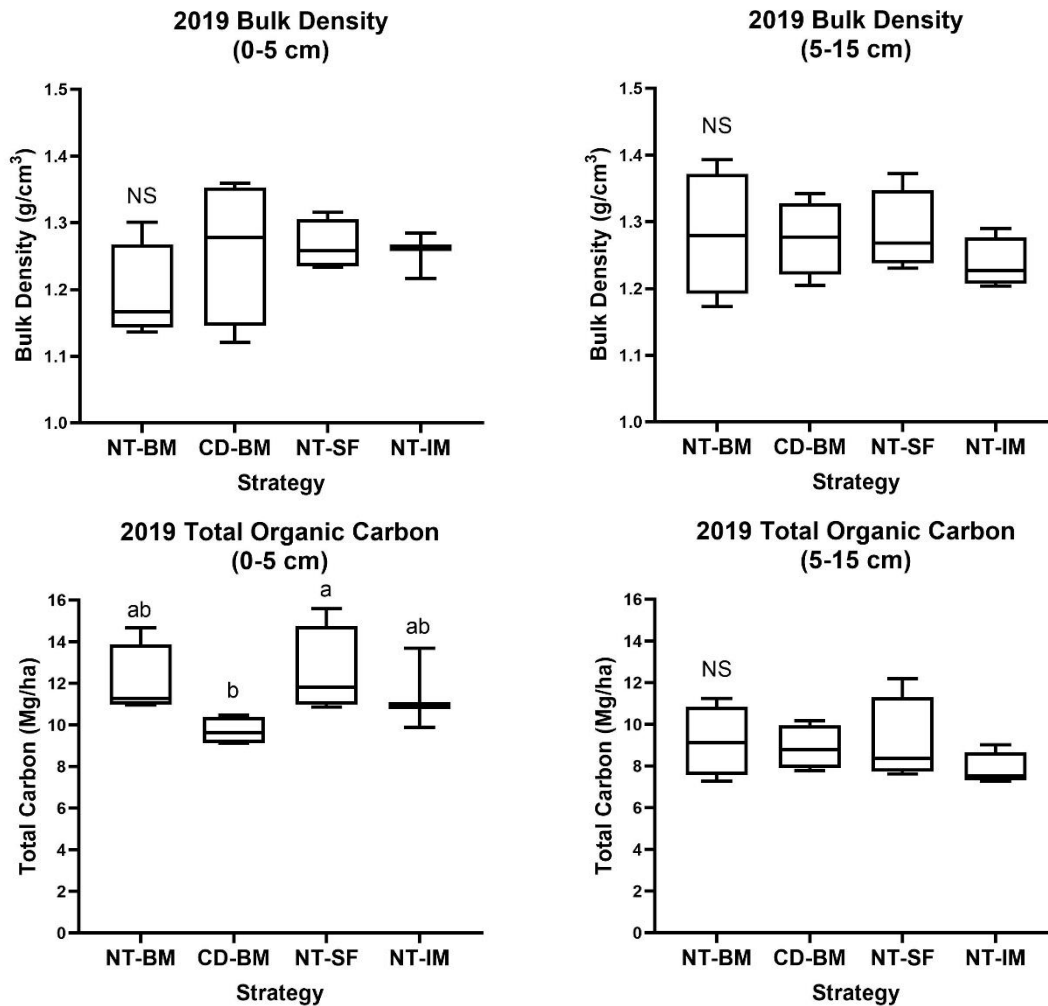 2019 Bulk Density
(0-5 cm)
Bulk Density (g/cm³)
1.5
1.4
1.3
1.2
1.1
1.0
NS
NT-BM CD-BM NT-SF NT-IM
Strategy
2019 Bulk Density
(5-15 cm)
Bulk Density (g/cm³)
1.5
1.4
1.3
1.2
1.1
1.0
NS
NT-BM CD-BM NT-SF NT-IM
Strategy
2019 Total Organic Carbon
(0-5 cm)
Total Carbon (Mg/ha)
16
14
12
10
8
6
4
2
0
ab
b
a
ab
NT-BM CD-BM NT-SF NT-IM
Strategy
2019 Total Organic Carbon
(5-15 cm)
Total Carbon (Mg/ha)
16
14
12
10
8
6
4
2
0
NS
NT-BM CD-BM NT-SF NT-IM
Strategy